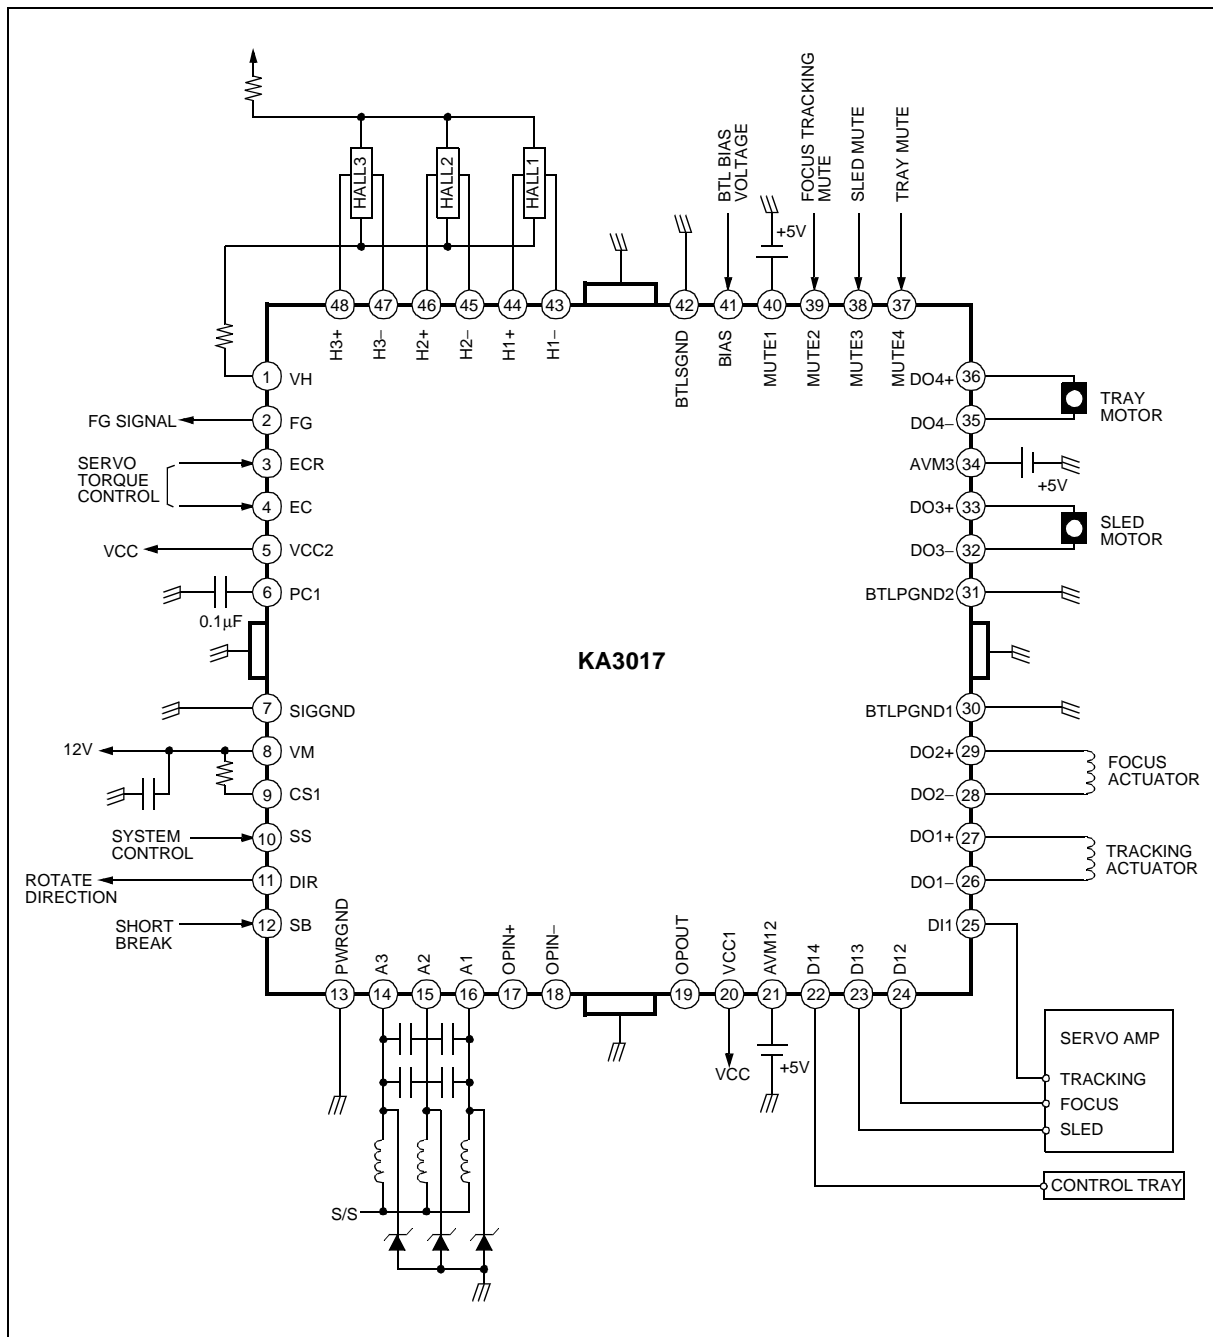 HALL3
HALL2
HALL1
BTL BIAS
VOLTAGE
FOCUS TRACKING
MUTE
SLED MUTE
TRAY MUTE
+5V
48
47
46
45
44
43
42
41
40
39
38
37
H3+
H3−
H2+
H2−
H1+
H1−
BTLSGND
BIAS
MUTE1
MUTE2
MUTE3
MUTE4
1 VH
FG SIGNAL 2 FG
SERVO
TORQUE
CONTROL
3 ECR
4 EC
VCC 5 VCC2
6 PC1
0.1µF
7 SIGGND
12V 8 VM
9 CS1
SYSTEM
CONTROL
10 SS
ROTATE
DIRECTION
11 DIR
SHORT
BREAK
12 SB
KA3017
DO4+ 36
DO4− 35
TRAY
MOTOR
AVM3 34
+5V
DO3+ 33
DO3− 32
SLED
MOTOR
BTLPGND2 31
BTLPGND1 30
DO2+ 29
DO2− 28
FOCUS
ACTUATOR
DO1+ 27
DO1− 26
TRACKING
ACTUATOR
DI1 25
PWRGND
A3
A2
A1
OPIN+
OPIN−
OPOUT
VCC1
AVM12
D14
D13
D12
13
14
15
16
17
18
19
20
21
22
23
24
VCC
+5V
S/S
SERVO AMP
TRACKING
FOCUS
SLED
CONTROL TRAY